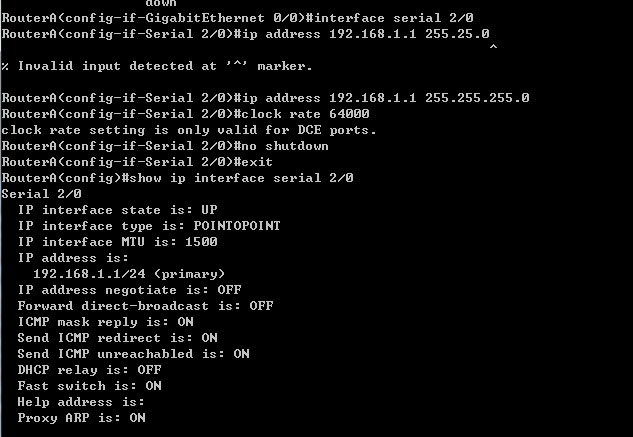 down
RouterA(config-if-GigabitEthernet 0/0)#interface serial 2/0
RouterA(config-if-Serial 2/0)#ip address 192.168.1.1 255.25.0
^
% Invalid input detected at '^' marker.
RouterA(config-if-Serial 2/0)#ip address 192.168.1.1 255.255.255.0
RouterA(config-if-Serial 2/0)#clock rate 64000
clock rate setting is only valid for DCE ports.
RouterA(config-if-Serial 2/0)#no shutdown
RouterA(config-if-Serial 2/0)#exit
RouterA(config)#show ip interface serial 2/0
Serial 2/0
IP interface state is: UP
IP interface type is: POINTOPOINT
IP interface MTU is: 1500
IP address is:
192.168.1.1/24 (primary)
IP address negotiate is: OFF
Forward direct-broadcast is: OFF
ICMP mask reply is: ON
Send ICMP redirect is: ON
Send ICMP unreachabled is: ON
DHCP relay is: OFF
Fast switch is: ON
Help address is:
Proxy ARP is: ON